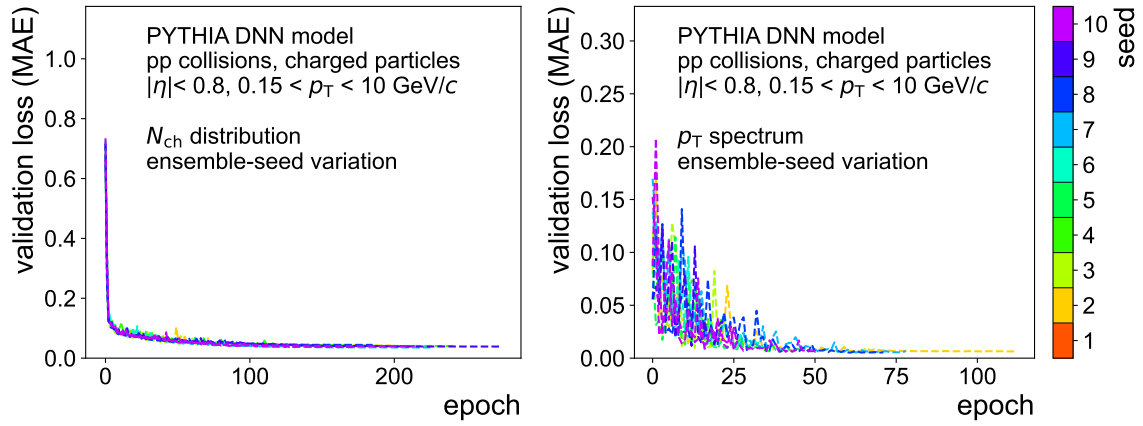 validation loss (MAE)
1.0
0.8
0.6
0.4
0.2
0.0
PYTHIA DNN model
pp collisions, charged particles
|η|< 0.8, 0.15 < pT < 10 GeV/c
Nch distribution
ensemble-seed variation
0
100
200
epoch
validation loss (MAE)
0.30
0.25
0.20
0.15
0.10
0.05
0.00
PYTHIA DNN model
pp collisions, charged particles
|η|< 0.8, 0.15 < pT < 10 GeV/c
pT spectrum
ensemble-seed variation
0
25
50
75
100
epoch
10
9
8
7
6
5
4
3
2
1
seed